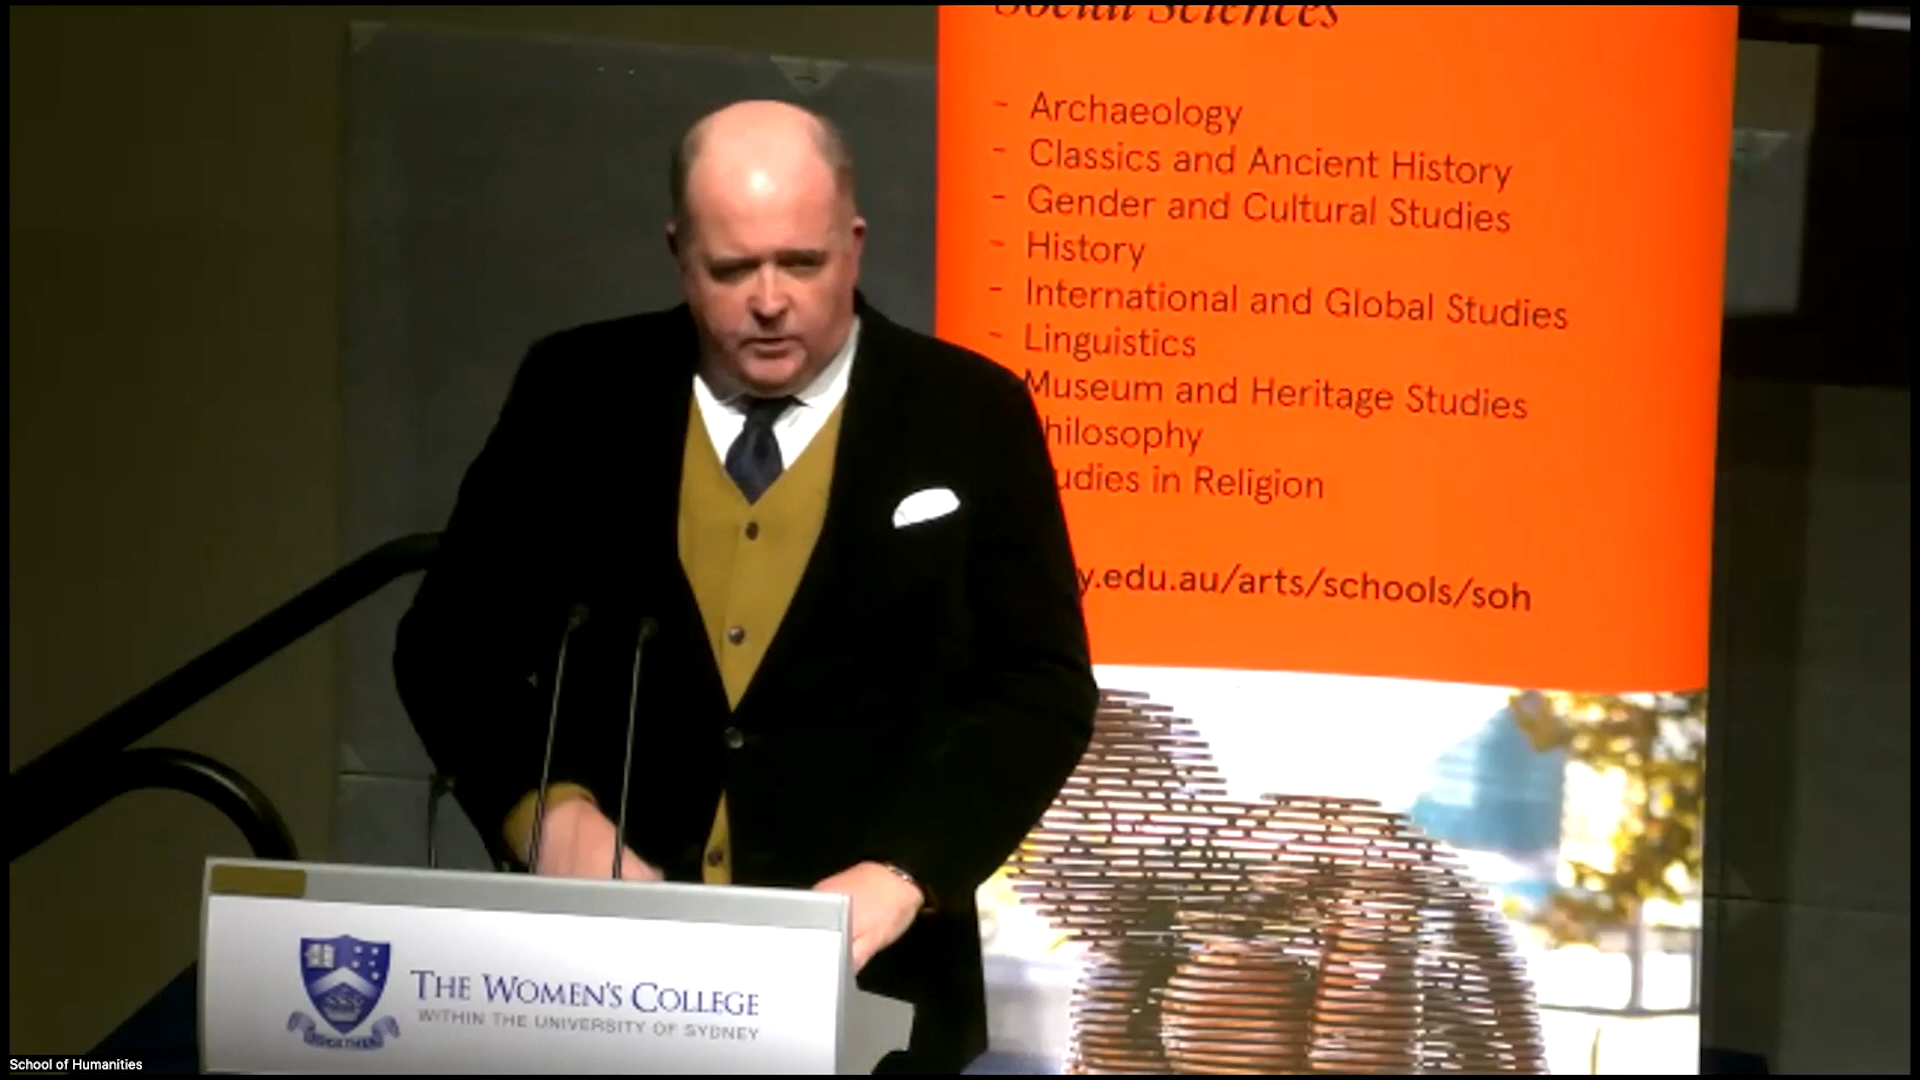 Social Sciences
- Archaeology
- Classics and Ancient History
- Gender and Cultural Studies
- History
- International and Global Studies
- Linguistics
Museum and Heritage Studies
hilosophy
udies in Religion
y.edu.au/arts/schools/soh
THE WOMEN'S COLLEGE
WITHIN THE UNIVERSITY OF SYDNEY
School of Humanities